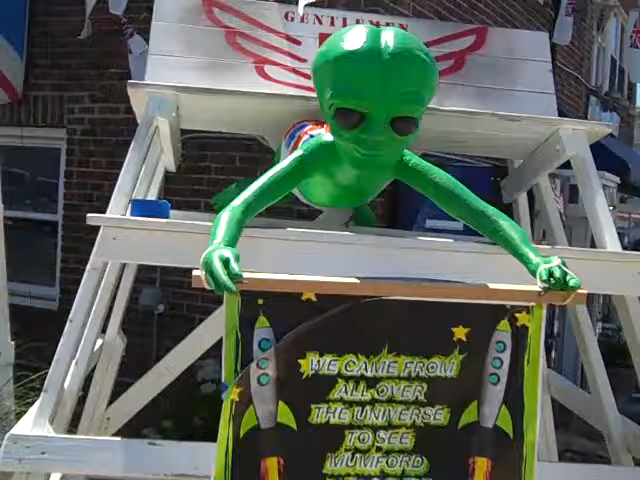 GENTLEMEN
WE CAME FROM
ALL OVER
THE UNIVERSE
TO SEE
MUMFORD